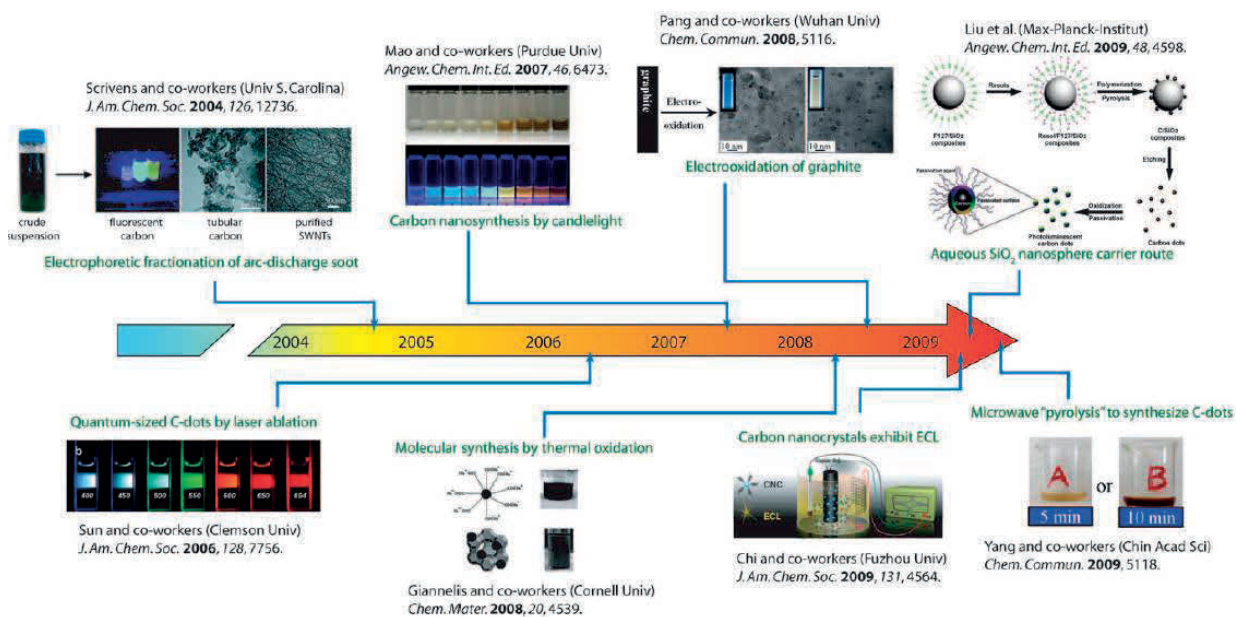 Scrivens and co-workers (Univ S. Carolina)
J. Am. Chem. Soc. 2004, 126, 12736.
crude
suspension
fluorescent
carbon
tubular
carbon
purified
SWNTs
Electrophoretic fractionation of arc-discharge soot
Mao and co-workers (Purdue Univ)
Angew. Chem. Int. Ed. 2007, 46, 6473.
Carbon nanosynthesis by candlelight
Pang and co-workers (Wuhan Univ)
Chem. Commun. 2008, 5116.
graphite
Electro-
oxidation
10 nm
10 nm
Electrooxidation of graphite
Liu et al. (Max-Planck-Institut)
Angew. Chem. Int. Ed. 2009, 48, 4598.
Resols
Polymerization
Pyrolysis
F127/SiO2
composites
Resol/F127/SiO2
composites
C/SiO2
composites
Etching
Passivation agent
Passivated surface
Oxidation
Passivation
Photoluminescent
carbon dots
Carbon dots
Aqueous SiO2 nanosphere carrier route
2004
2005
2006
2007
2008
2009
Quantum-sized C-dots by laser ablation
b
400
450
500
550
600
650
694
Sun and co-workers (Clemson Univ)
J. Am. Chem. Soc. 2006, 128, 7756.
Molecular synthesis by thermal oxidation
Giannelis and co-workers (Cornell Univ)
Chem. Mater. 2008, 20, 4539.
Carbon nanocrystals exhibit ECL
CNC
ECL
Chi and co-workers (Fuzhou Univ)
J. Am. Chem. Soc. 2009, 131, 4564.
Microwave "pyrolysis" to synthesize C-dots
A
or
B
5 min
10 min
Yang and co-workers (Chin Acad Sci)
Chem. Commun. 2009, 5118.